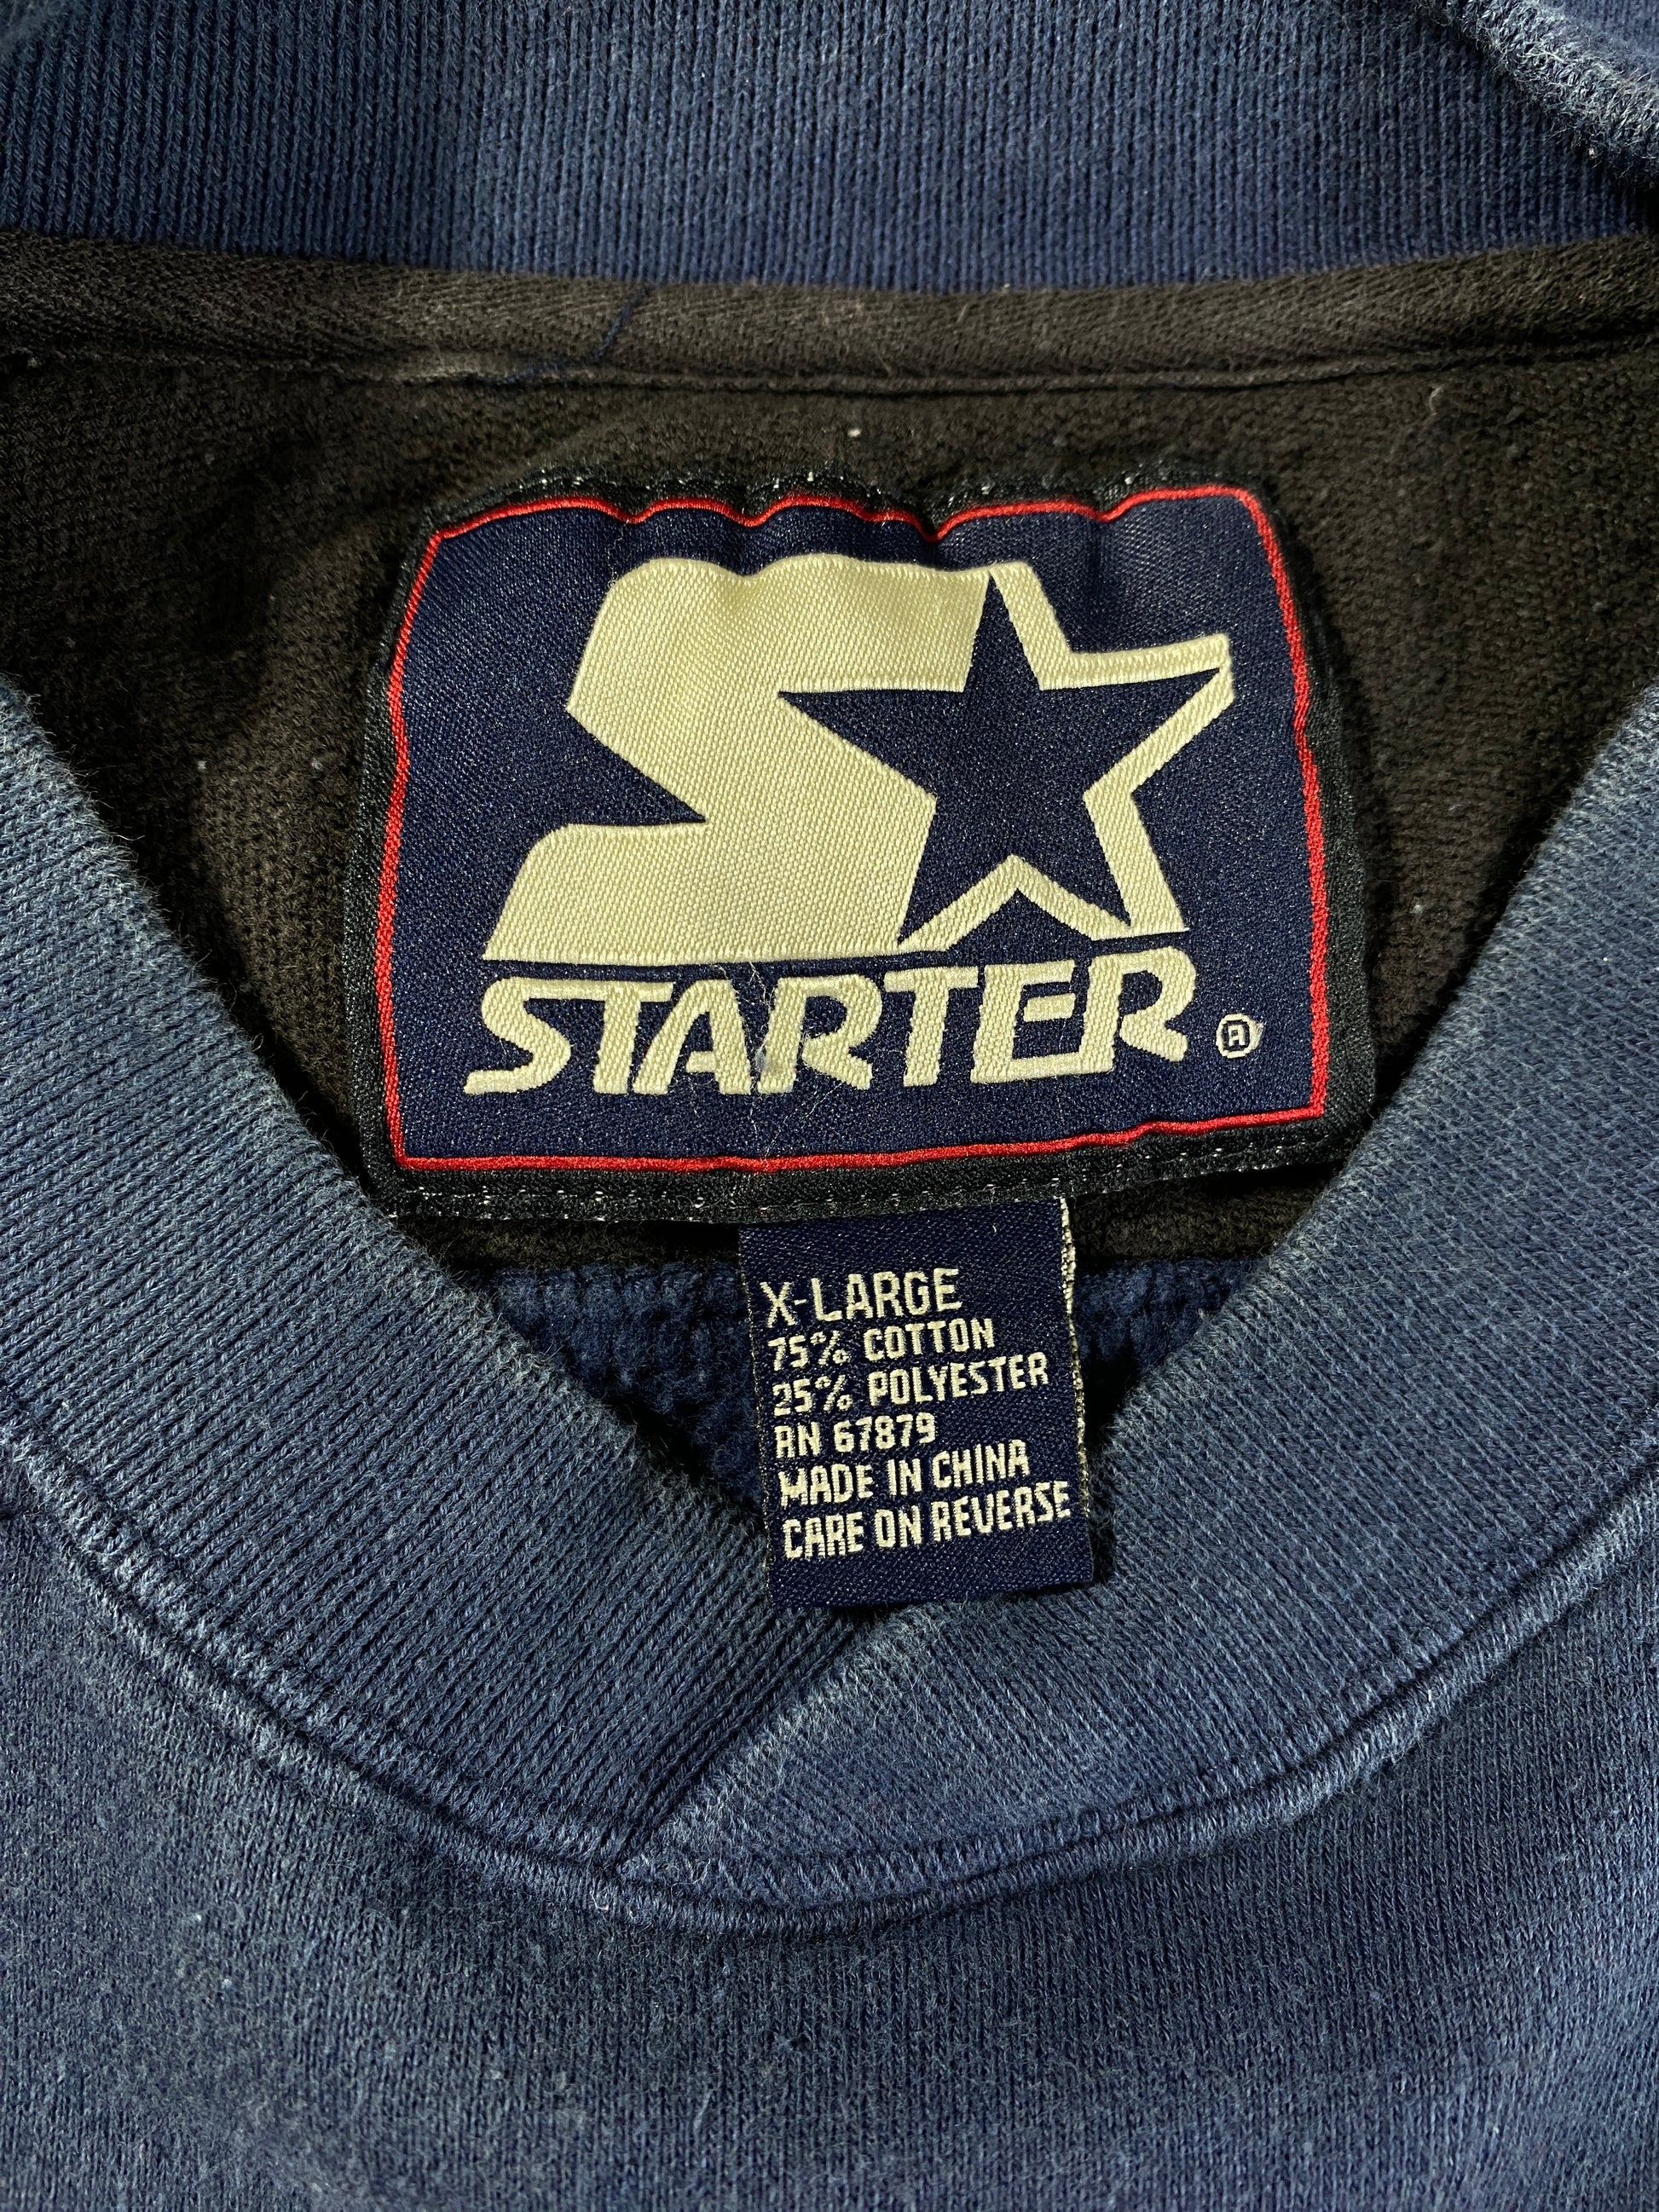 STARTER®
X-LARGE
75% COTTON
25% POLYESTER
RN 67879
MADE IN CHINA
CARE ON REVERSE